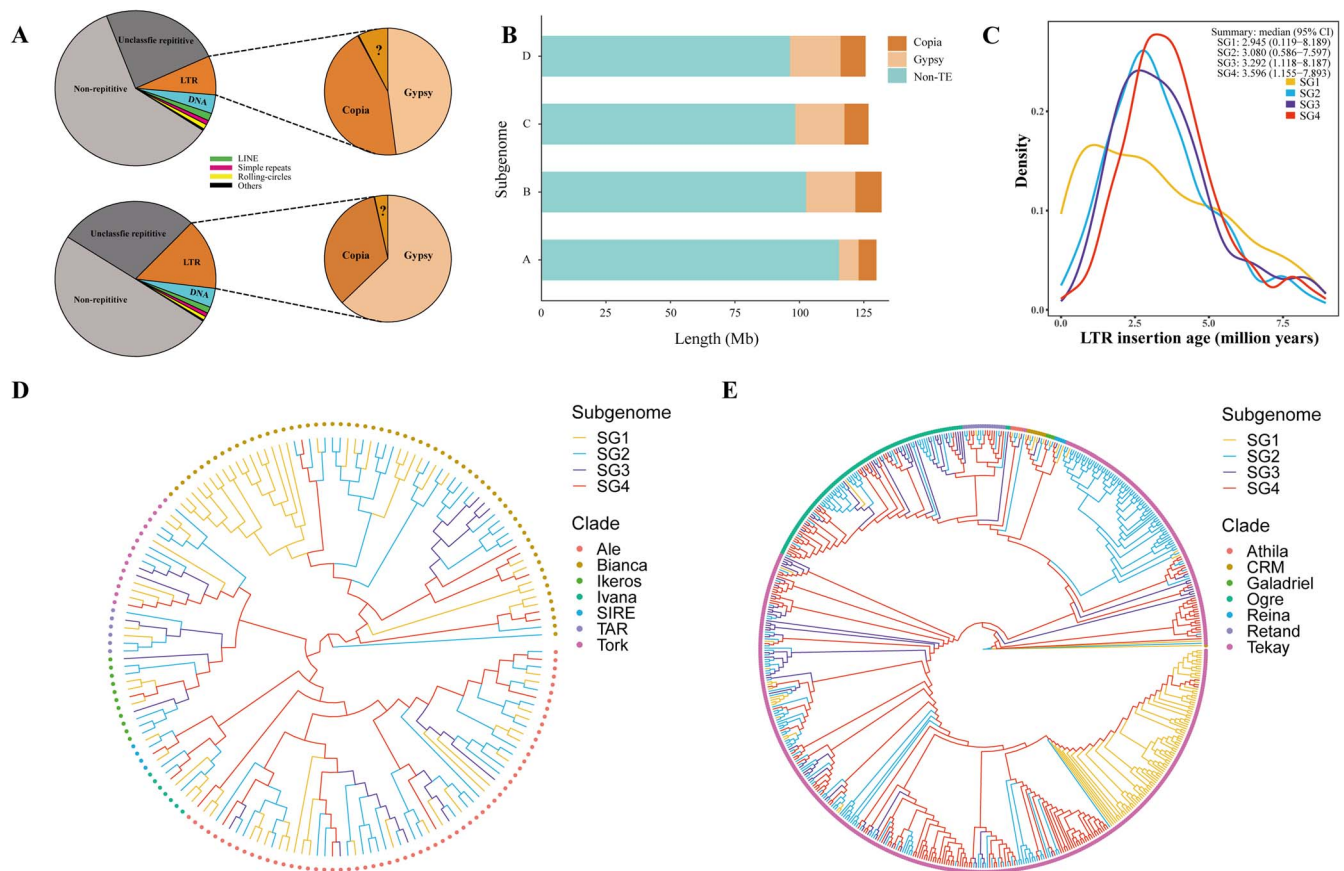 A
Unclassfie repititive
LTR
DNA
Non-repititive
?
Copia
Gypsy
LINE
Simple repeats
Rolling-circles
Others
Unclassfie repititive
LTR
DNA
Non-repititive
?
Copia
Gypsy
B
Subgenome
D
C
B
A
0 25 50 75 100 125
Length (Mb)
Copia
Gypsy
Non-TE
C
Summary: median (95% CI)
SG1: 2.945 (0.119−8.189)
SG2: 3.080 (0.586−7.597)
SG3: 3.292 (1.118−8.187)
SG4: 3.596 (1.155−7.893)
SG1
SG2
SG3
SG4
Density
0.2
0.1
0.0
0.0 2.5 5.0 7.5
LTR insertion age (million years)
D
Subgenome
SG1
SG2
SG3
SG4
Clade
Ale
Bianca
Ikeros
Ivana
SIRE
TAR
Tork
E
Subgenome
SG1
SG2
SG3
SG4
Clade
Athila
CRM
Galadriel
Ogre
Reina
Retand
Tekay